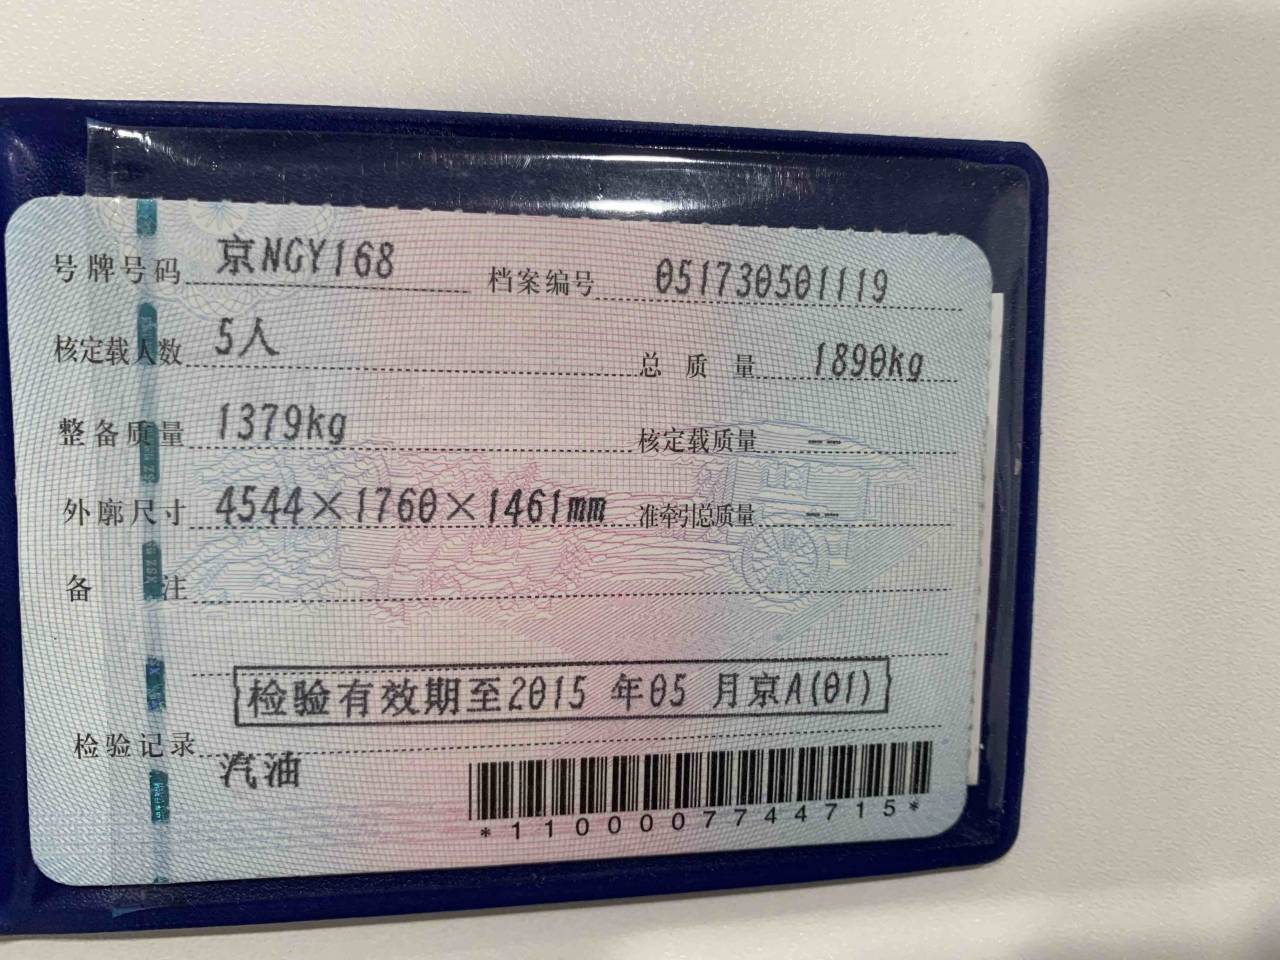 号牌号码 京NGY168 档案编号 051730501119
核定载人数 5人 总质量 1890kg
整备质量 1379kg 核定载质量 -- --
外廓尺寸 4544×1760×1461mm 准牵引总质量 -- --
备注
检验有效期至2015 年05 月京A(01)
检验记录
汽油
*1100007744715*